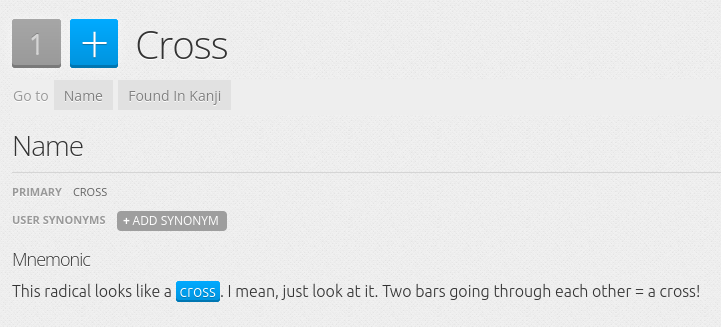 1 十 Cross
Go to Name Found In Kanji
Name
PRIMARY CROSS
USER SYNONYMS + ADD SYNONYM
Mnemonic
This radical looks like a cross. I mean, just look at it. Two bars going through each other = a cross!